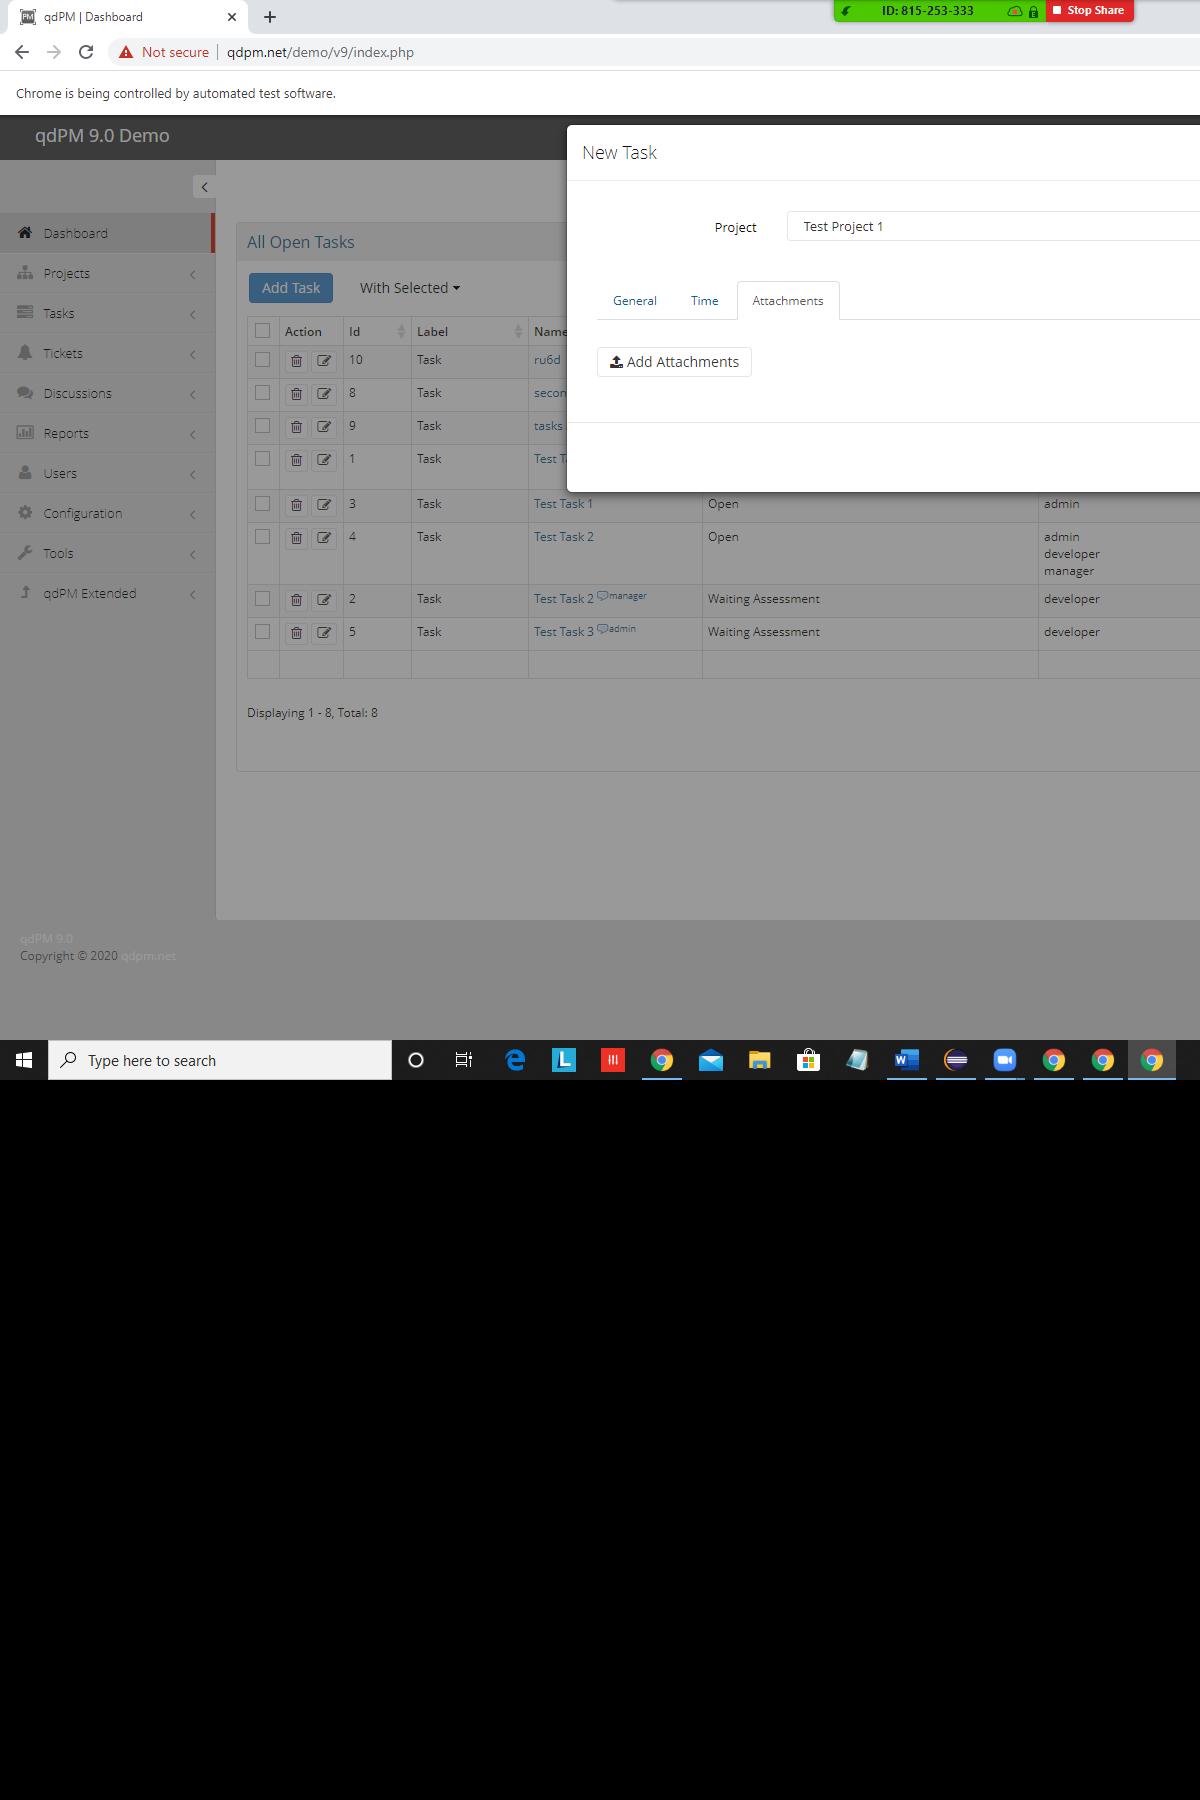 qdPM | Dashboard
ID: 815-253-333
Stop Share
Not secure
qdpm.net/demo/v9/index.php
Chrome is being controlled by automated test software.
qdPM 9.0 Demo
New Task
Project
Test Project 1
General
Time
Attachments
Add Attachments
Dashboard
Projects
Tasks
Tickets
Discussions
Reports
Users
Configuration
Tools
qdPM Extended
All Open Tasks
Add Task
With Selected
Action Id Label Name
10 Task ru6d
8 Task secon
9 Task tasks
1 Task Test T
3 Task Test Task 1 Open admin
4 Task Test Task 2 Open admin
developer
manager
2 Task Test Task 2 manager Waiting Assessment developer
5 Task Test Task 3 admin Waiting Assessment developer
Displaying 1 - 8, Total: 8
qdPM 9.0
Copyright © 2020 qdpm.net
Type here to search